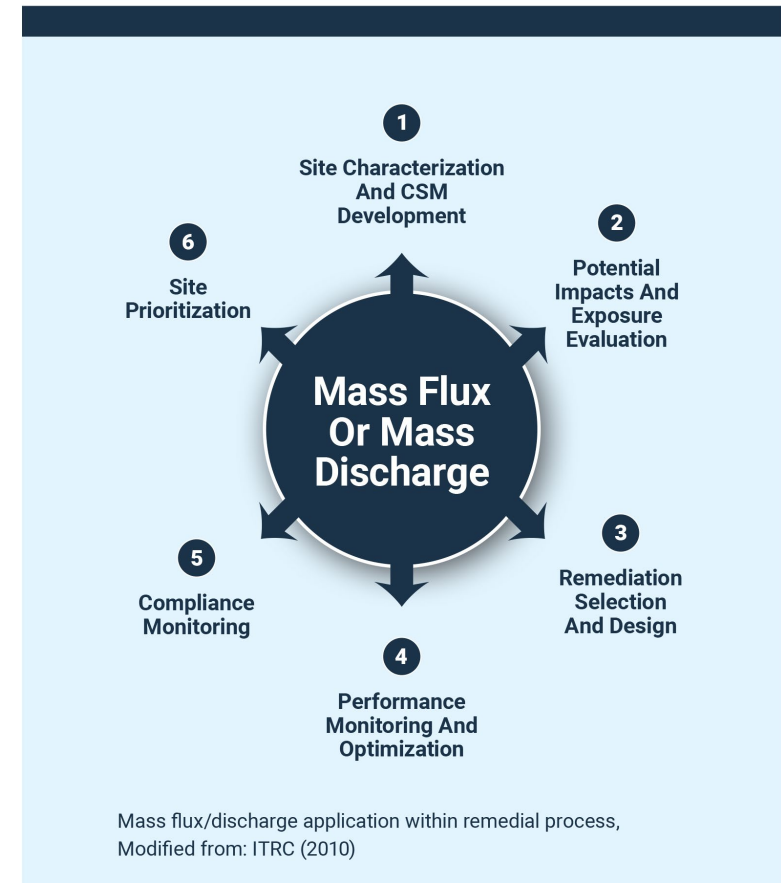 1
Site Characterization
And CSM
Development
2
Potential
Impacts And
Exposure
Evaluation
3
Remediation
Selection
And Design
4
Performance
Monitoring And
Optimization
5
Compliance
Monitoring
6
Site
Prioritization
Mass Flux
Or Mass
Discharge
Mass flux/discharge application within remedial process,
Modified from: ITRC (2010)